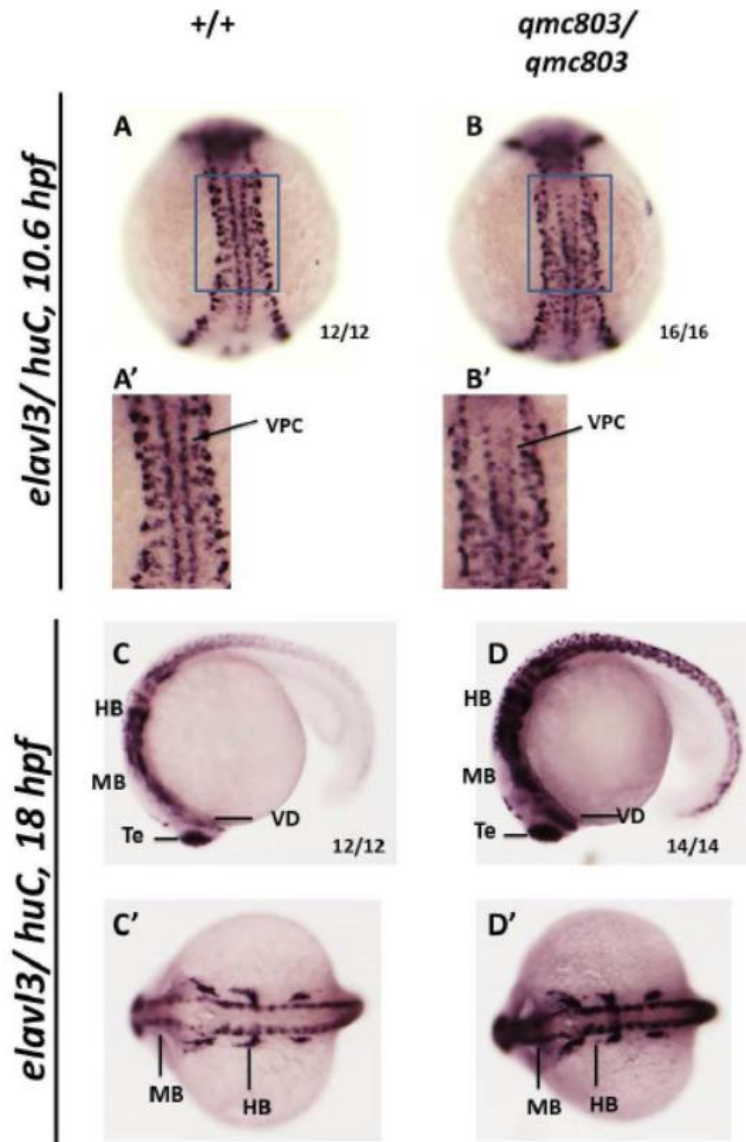 +/+
qmc803/
qmc803
elavl3/ huC, 10.6 hpf
A
12/12
B
16/16
A'
VPC
B'
VPC
elavl3/ huC, 18 hpf
C
HB
MB
Te
VD
12/12
D
HB
MB
Te
VD
14/14
C'
MB
HB
D'
MB
HB